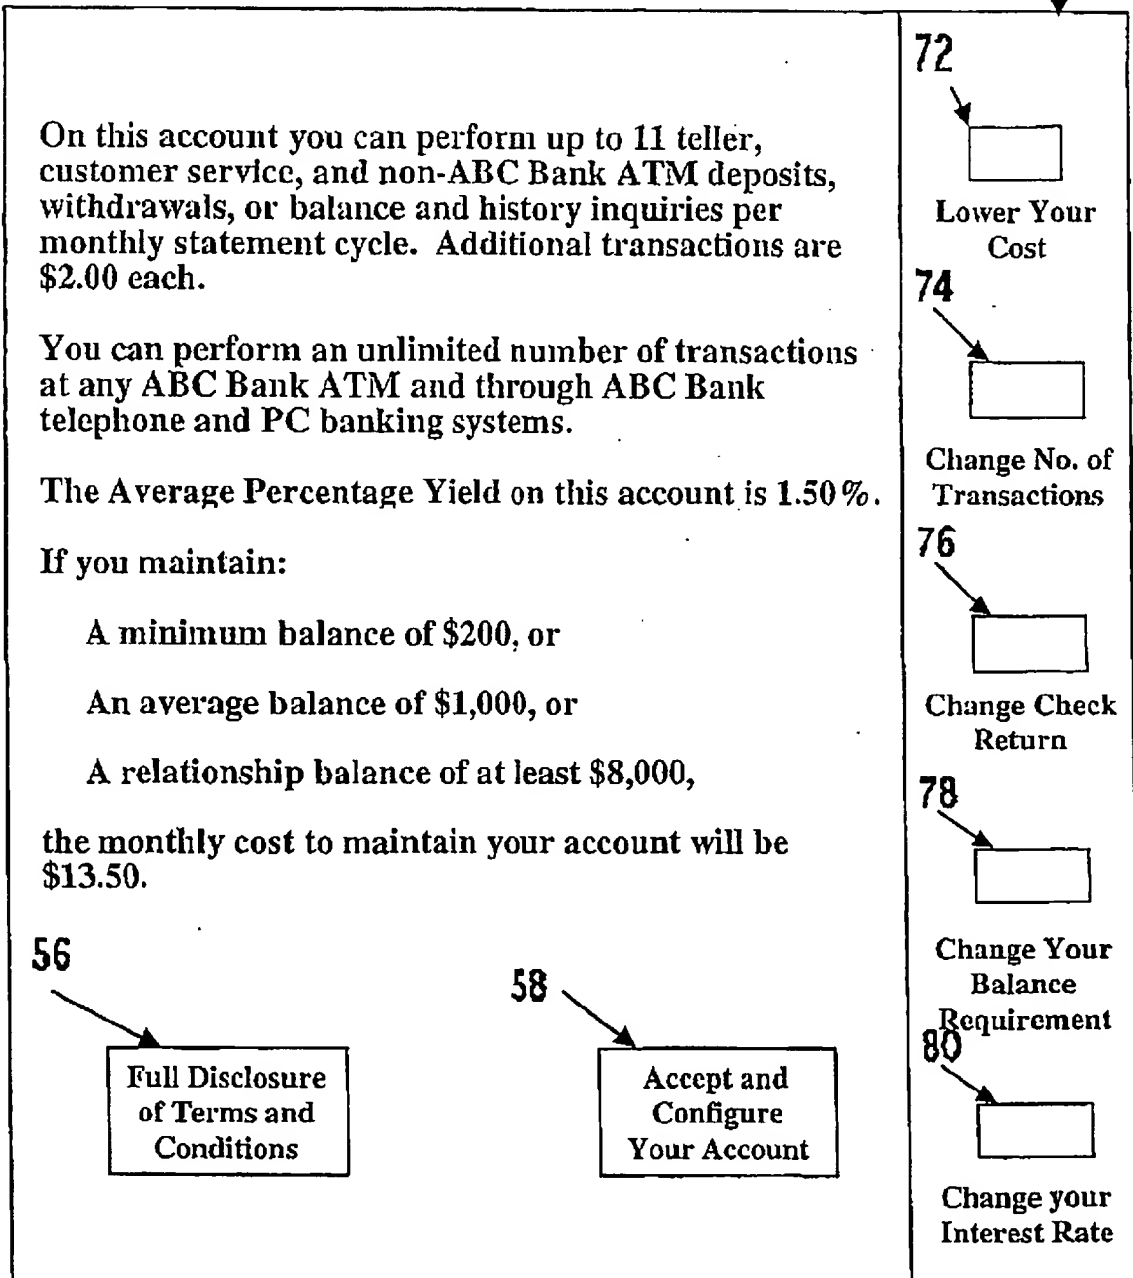 On this account you can perform up to 11 teller,
customer service, and non-ABC Bank ATM deposits,
withdrawals, or balance and history inquiries per
monthly statement cycle. Additional transactions are
$2.00 each.
You can perform an unlimited number of transactions
at any ABC Bank ATM and through ABC Bank
telephone and PC banking systems.
The Average Percentage Yield on this account is 1.50%.
If you maintain:
A minimum balance of $200, or
An average balance of $1,000, or
A relationship balance of at least $8,000,
the monthly cost to maintain your account will be
$13.50.
56
Full Disclosure
of Terms and
Conditions
58
Accept and
Configure
Your Account
72
Lower Your
Cost
74
Change No. of
Transactions
76
Change Check
Return
78
Change Your
Balance
Requirement
80
Change your
Interest Rate